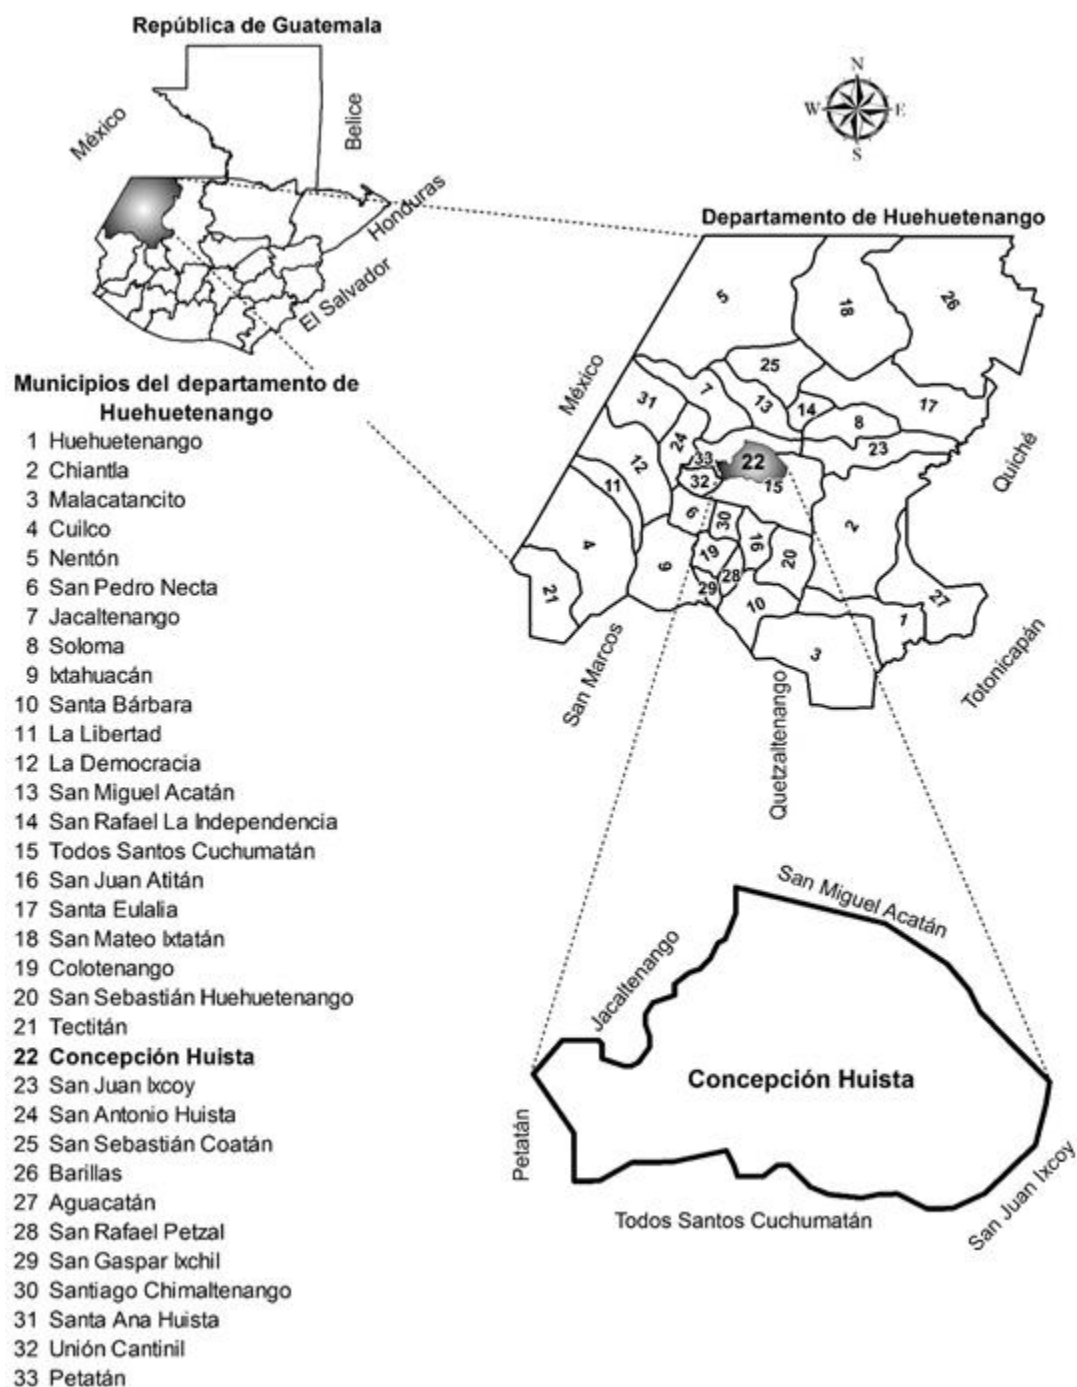 República de Guatemala
México
Belice
Honduras
El Salvador
N
W
E
S
Departamento de Huehuetenango
5
18
26
25
7
13
14
8
17
31
24
23
33
22
15
32
12
11
6
30
2
4
9
19
16
20
28
29
21
10
27
1
3
México
Quiché
San Marcos
Quetzaltenango
Totonicapán
Municipios del departamento de
Huehuetenango
1 Huehuetenango
2 Chiantla
3 Malacatancito
4 Cuilco
5 Nentón
6 San Pedro Necta
7 Jacaltenango
8 Soloma
9 Ixtahuacán
10 Santa Bárbara
11 La Libertad
12 La Democracia
13 San Miguel Acatán
14 San Rafael La Independencia
15 Todos Santos Cuchumatán
16 San Juan Atitán
17 Santa Eulalia
18 San Mateo Ixtatán
19 Colotenango
20 San Sebastián Huehuetenango
21 Tectitán
22 Concepción Huista
23 San Juan Ixcoy
24 San Antonio Huista
25 San Sebastián Coatán
26 Barillas
27 Aguacatán
28 San Rafael Petzal
29 San Gaspar Ixchil
30 Santiago Chimaltenango
31 Santa Ana Huista
32 Unión Cantinil
33 Petatán
San Miguel Acatán
Jacaltenango
Concepción Huista
Petatán
Todos Santos Cuchumatán
San Juan Ixcoy